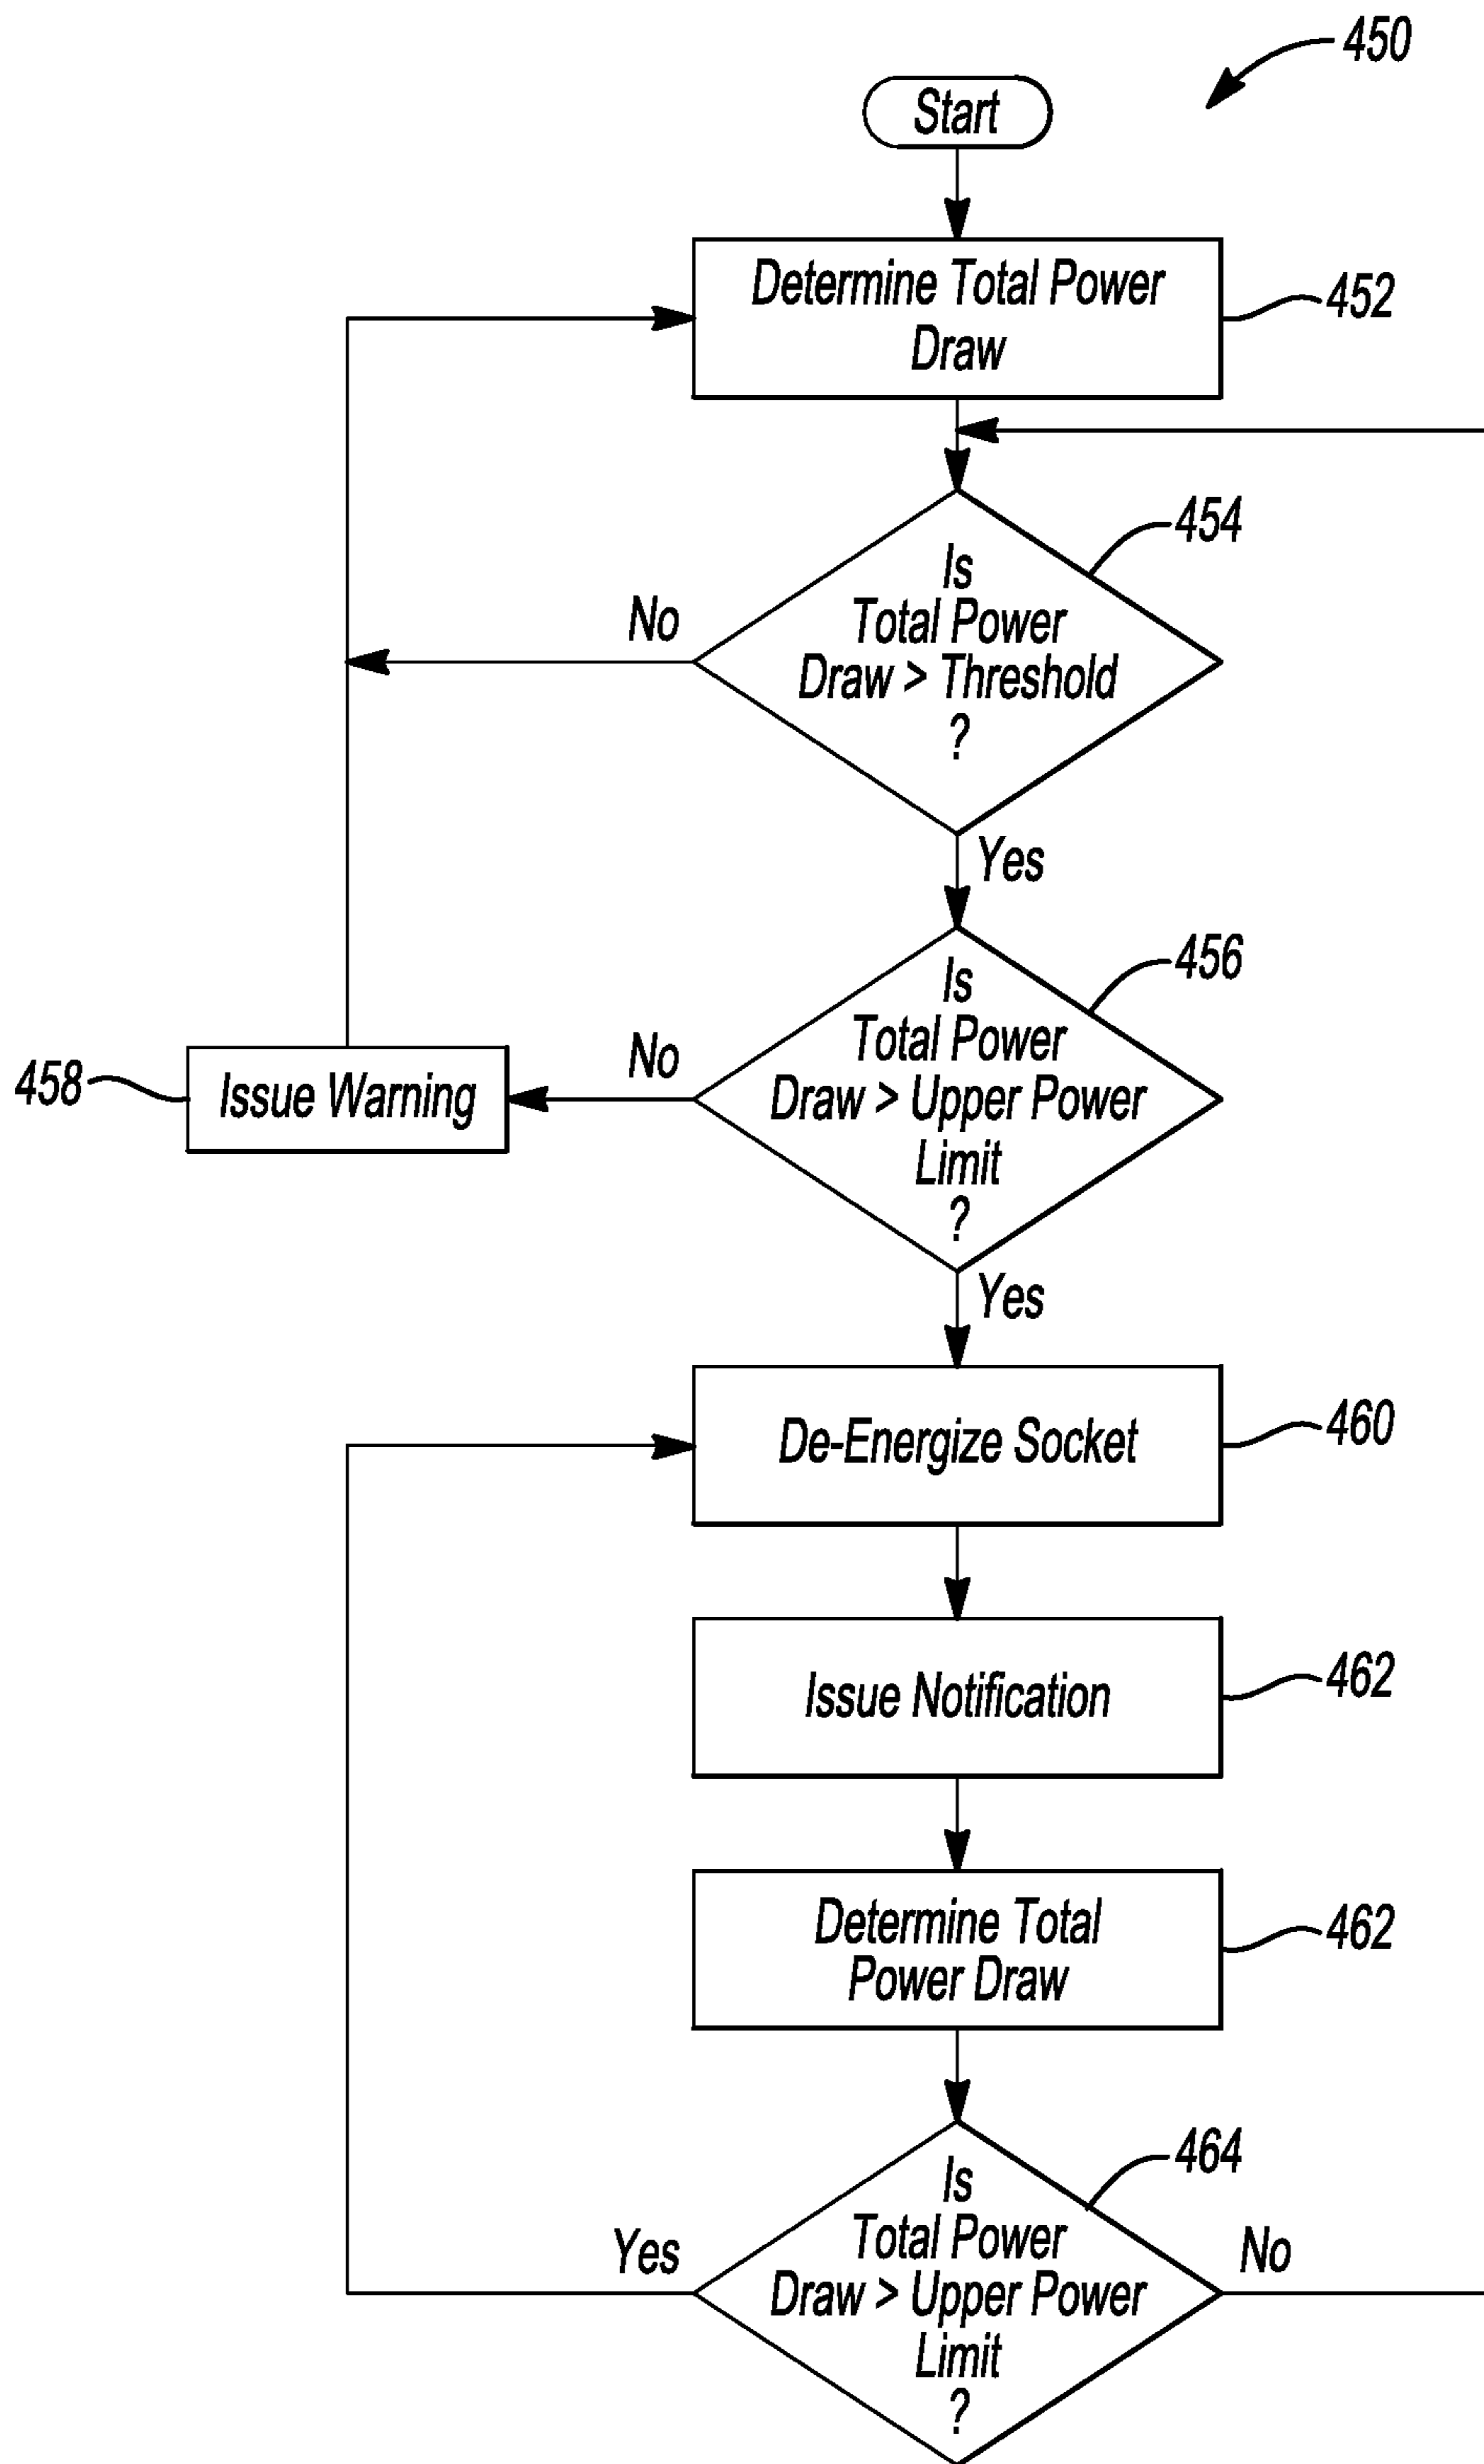 450
Start
Determine Total Power
Draw
452
454
Is
Total Power
Draw > Threshold
?
No
Yes
456
Is
Total Power
Draw > Upper Power
Limit
?
No
458
Issue Warning
Yes
De-Energize Socket
460
Issue Notification
462
Determine Total
Power Draw
462
464
Is
Total Power
Draw > Upper Power
Limit
?
Yes
No